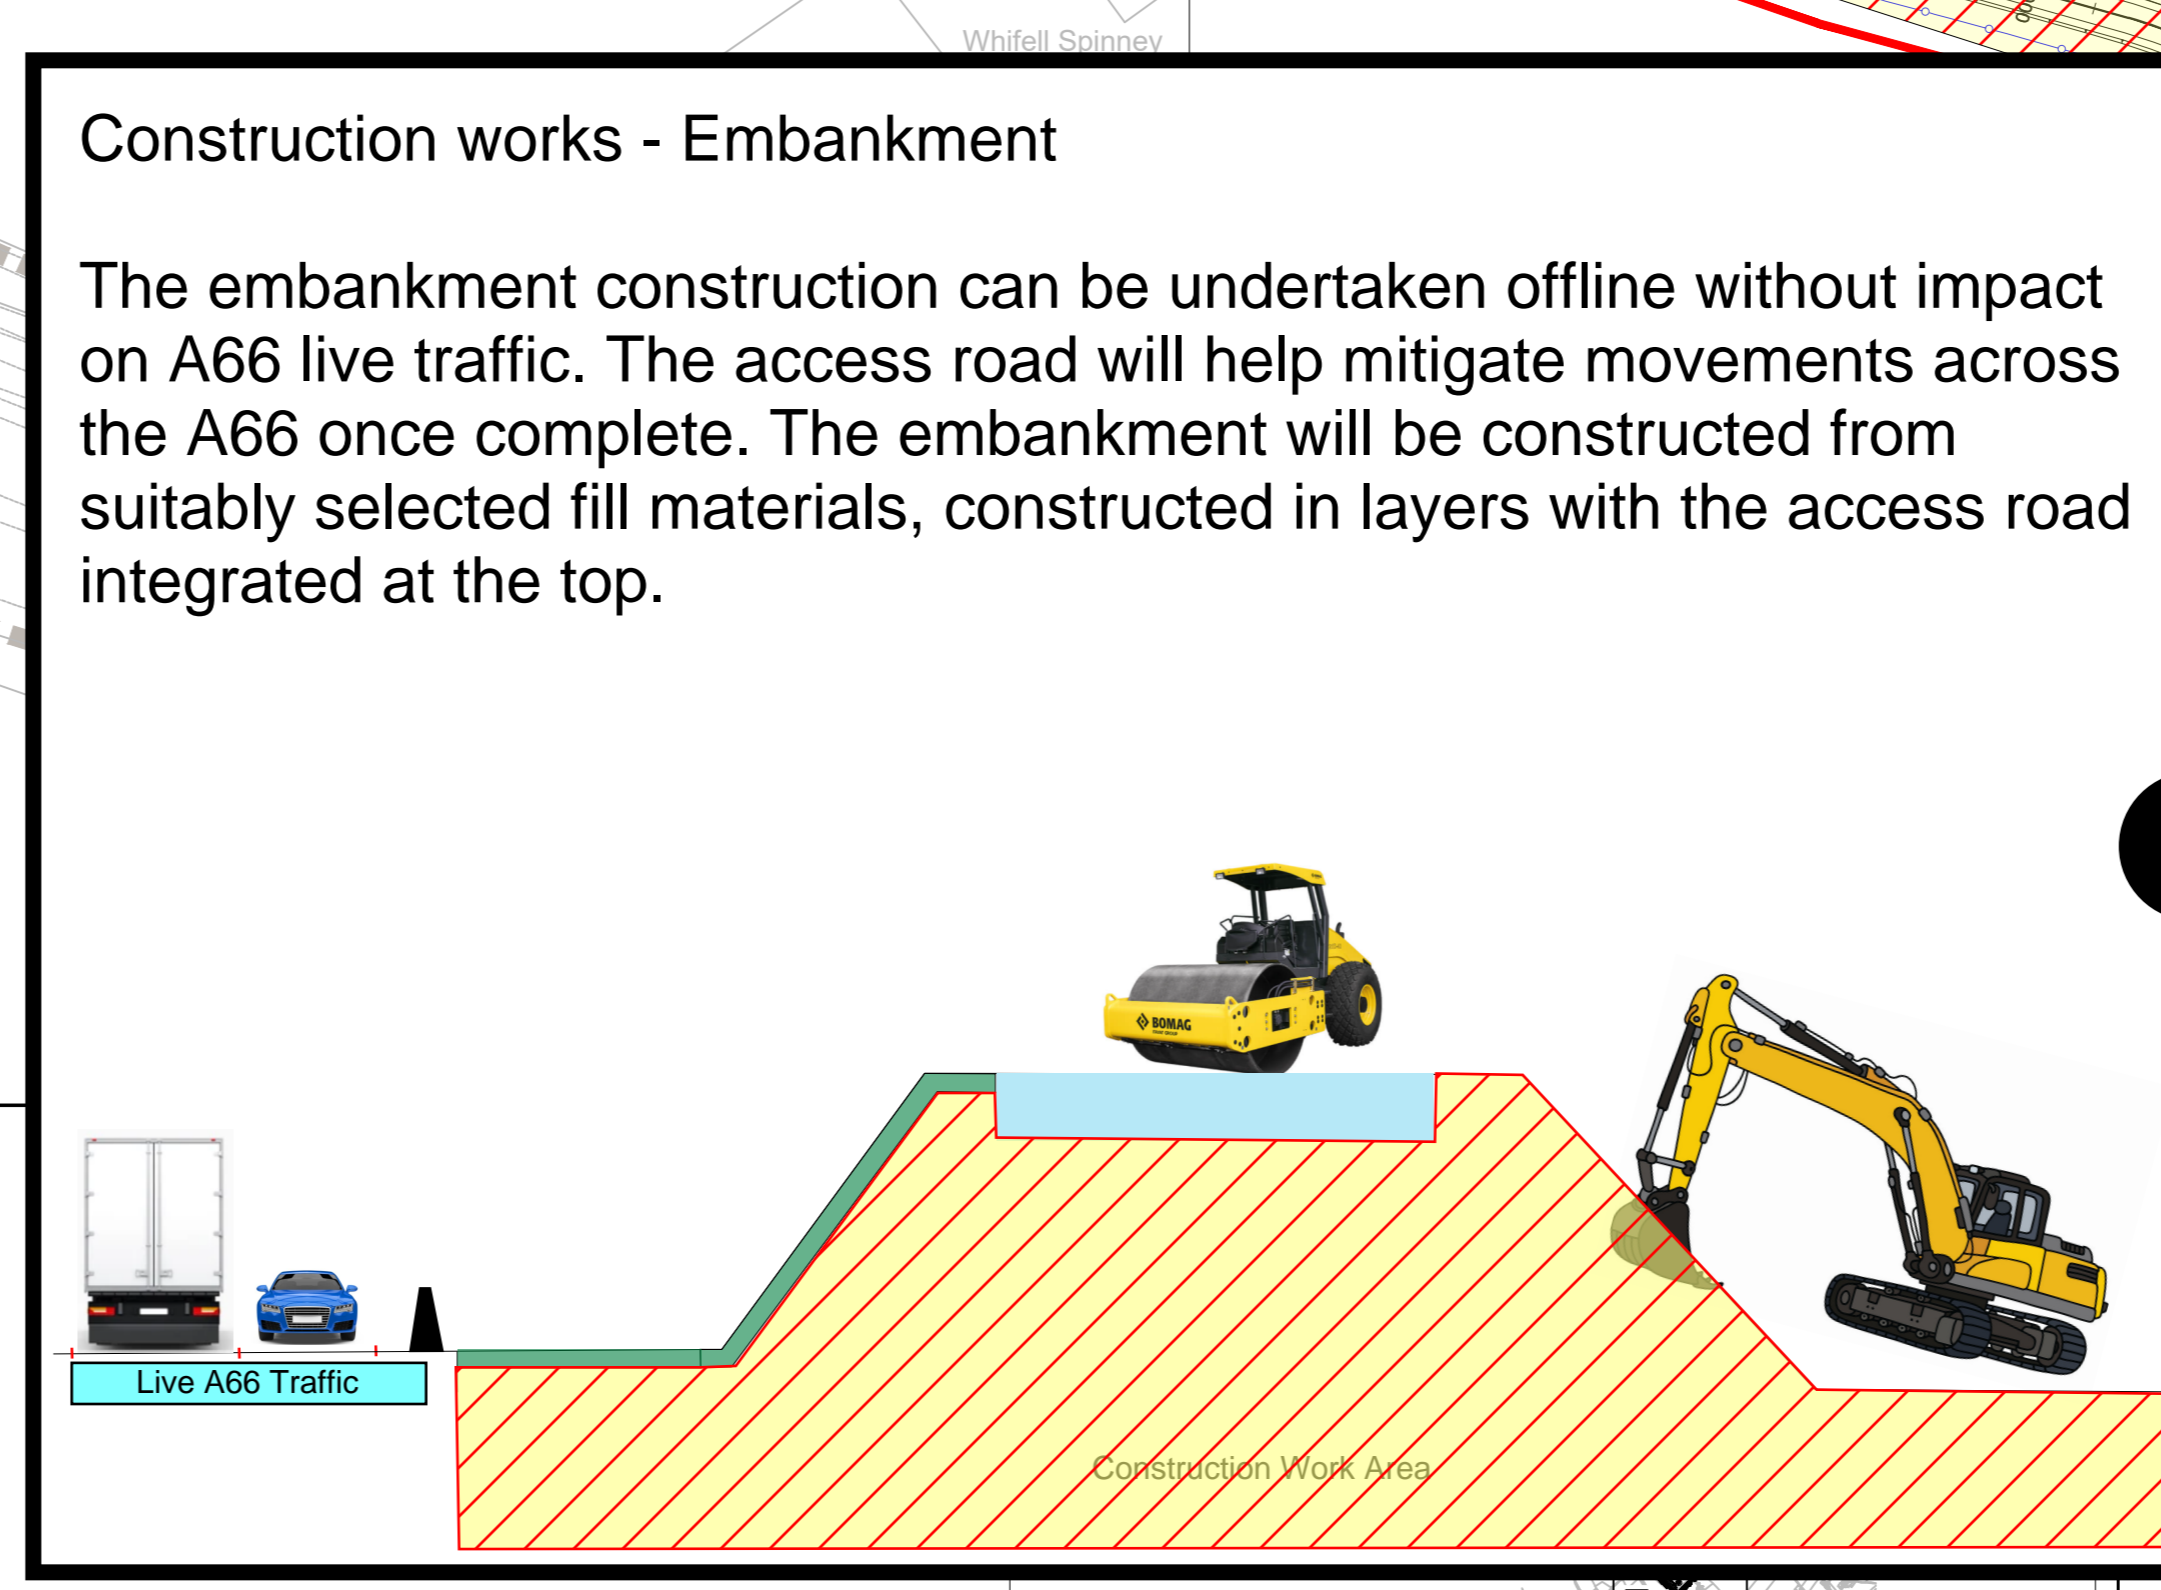 Whifell Spinney
Construction works - Embankment
The embankment construction can be undertaken offline without impact
on A66 live traffic. The access road will help mitigate movements across
the A66 once complete. The embankment will be constructed from
suitably selected fill materials, constructed in layers with the access road
integrated at the top.
BOMAG
Live A66 Traffic
Construction Work Area